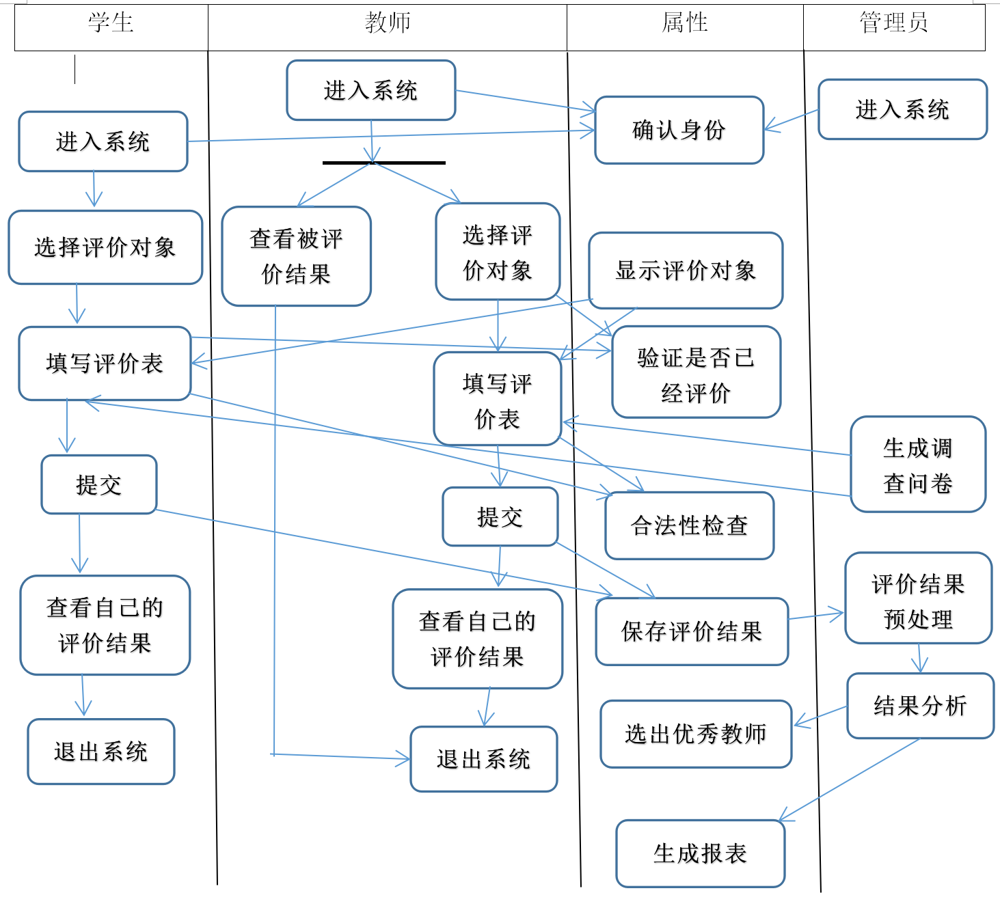 学生
教师
属性
管理员
进入系统
进入系统
确认身份
进入系统
选择评价对象
查看被评
价结果
选择评
价对象
显示评价对象
填写评价表
填写评
价表
验证是否已
经评价
生成调
查问卷
提交
提交
合法性检查
评价结果
预处理
查看自己的
评价结果
查看自己的
评价结果
保存评价结果
结果分析
退出系统
退出系统
选出优秀教师
生成报表